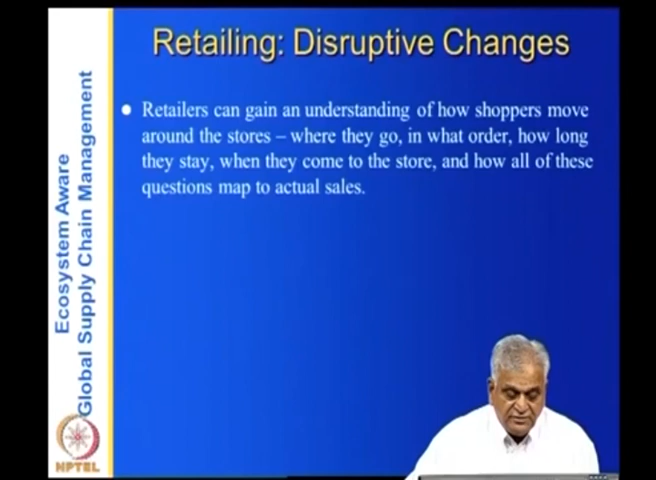 Retailing: Disruptive Changes
Retailers can gain an understanding of how shoppers move
around the stores – where they go, in what order, how long
they stay, when they come to the store, and how all of these
questions map to actual sales.
Ecosystem Aware
Global Supply Chain Management
NPTEL